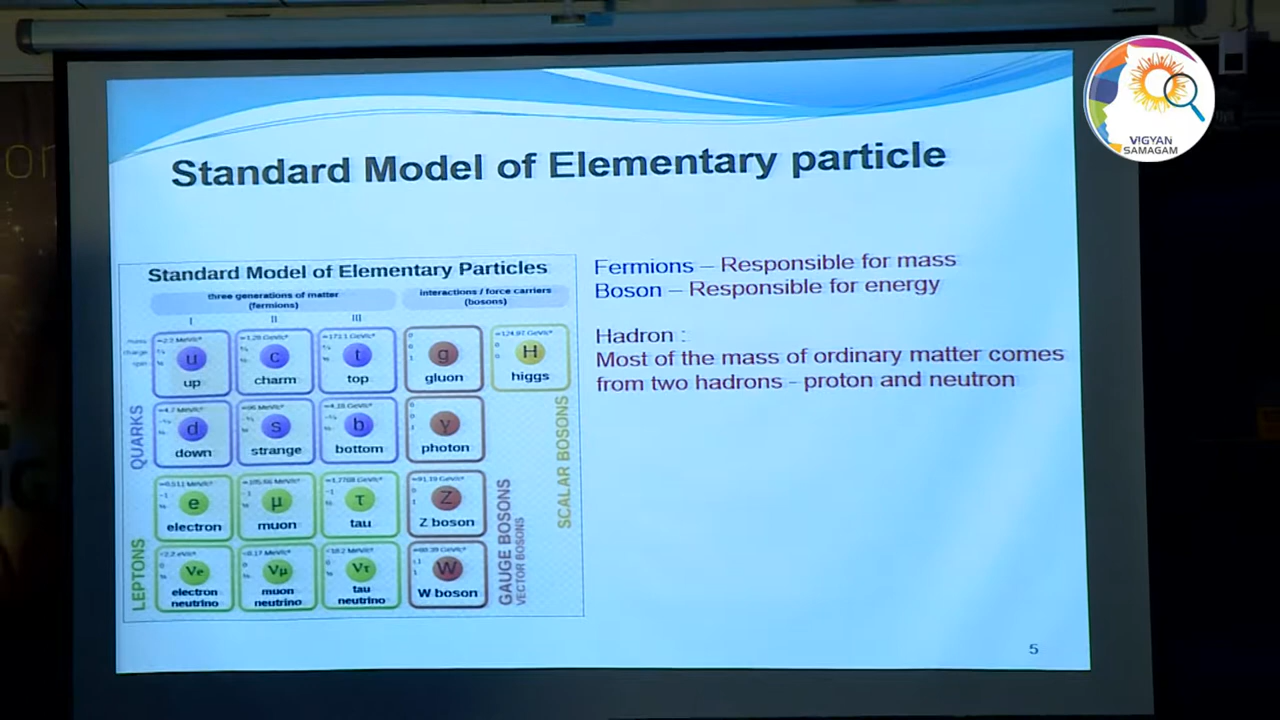 VIGYAN
SAMAGAM
Standard Model of Elementary particle
Standard Model of Elementary Particles
three generations of matter
(fermions)
interactions / force carriers
(bosons)
I
II
III
mass
charge
spin
u
up
c
charm
t
top
g
gluon
H
higgs
d
down
s
strange
b
bottom
γ
photon
e
electron
μ
muon
τ
tau
Z
Z boson
νe
electron
neutrino
νμ
muon
neutrino
ντ
tau
neutrino
W
W boson
QUARKS
LEPTONS
GAUGE BOSONS
VECTOR BOSONS
SCALAR BOSONS
Fermions – Responsible for mass
Boson – Responsible for energy
Hadron :
Most of the mass of ordinary matter comes
from two hadrons - proton and neutron
5